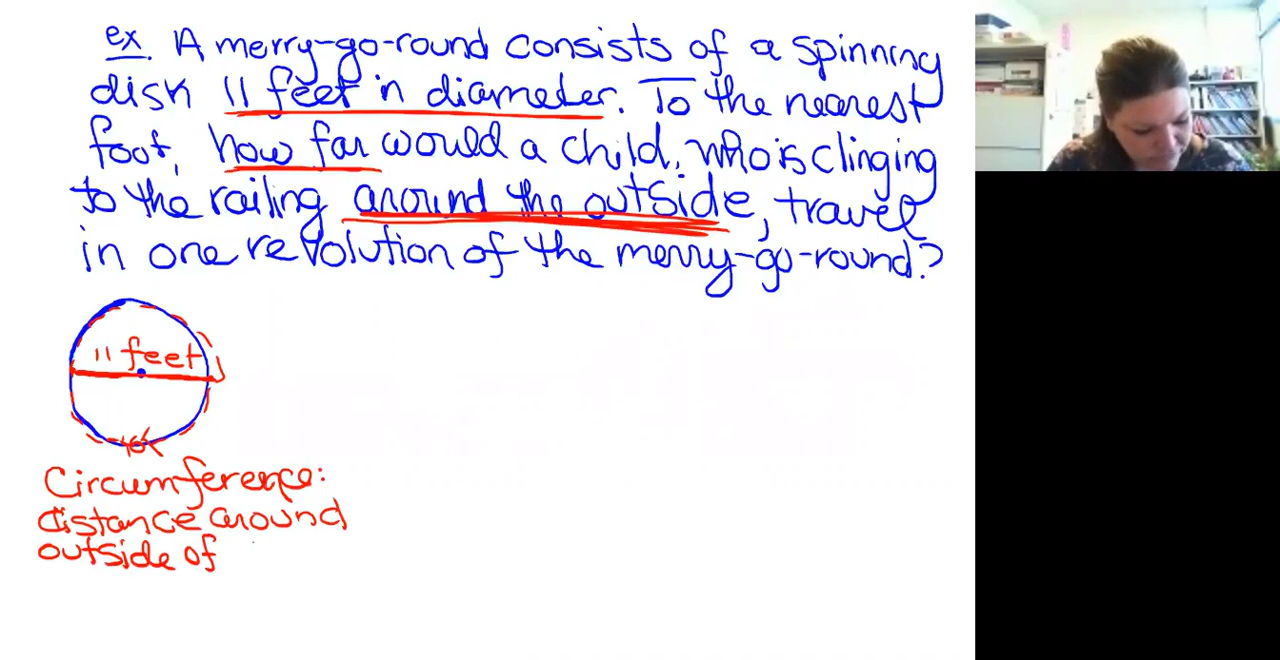 ex. A merry-go-round consists of a spinning
disk 11 feet in diameter. To the nearest
foot, how far would a child, who is clinging
to the railing around the outside, travel
in one revolution of the merry-go-round?
11 feet
Circumference:
distance around
outside of